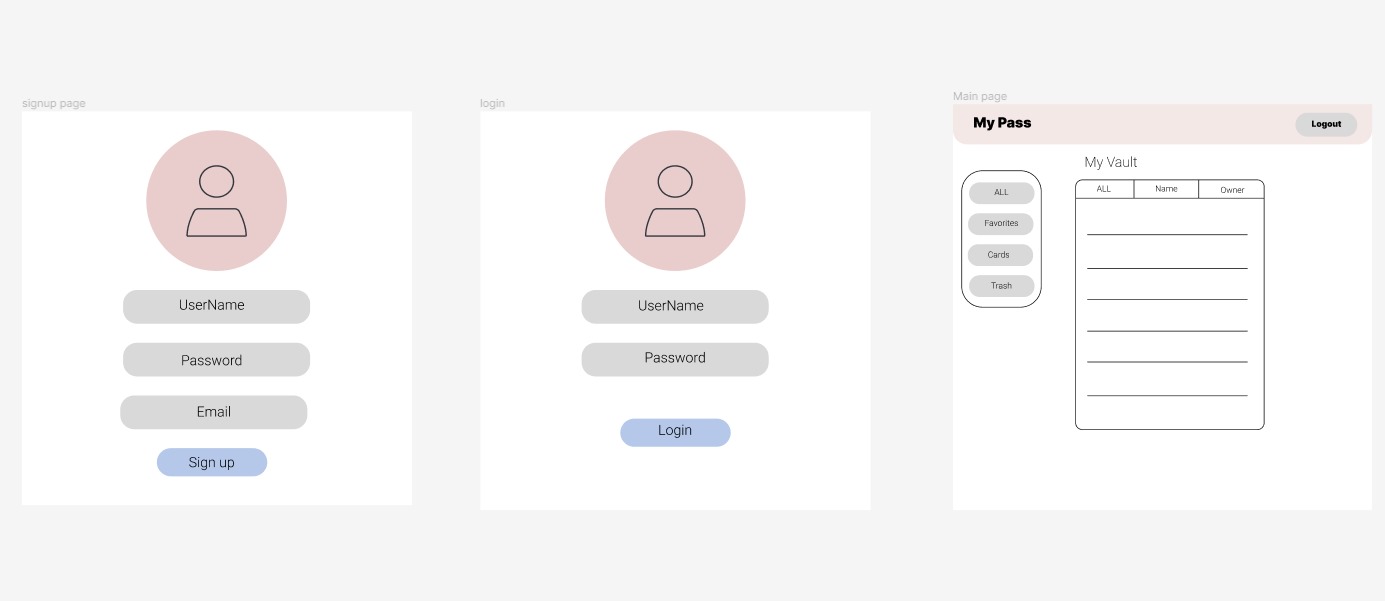 signup page
UserName
Password
Email
Sign up
login
UserName
Password
Login
Main page
My Pass
Logout
My Vault
ALL
Favorites
Cards
Trash
ALL Name Owner